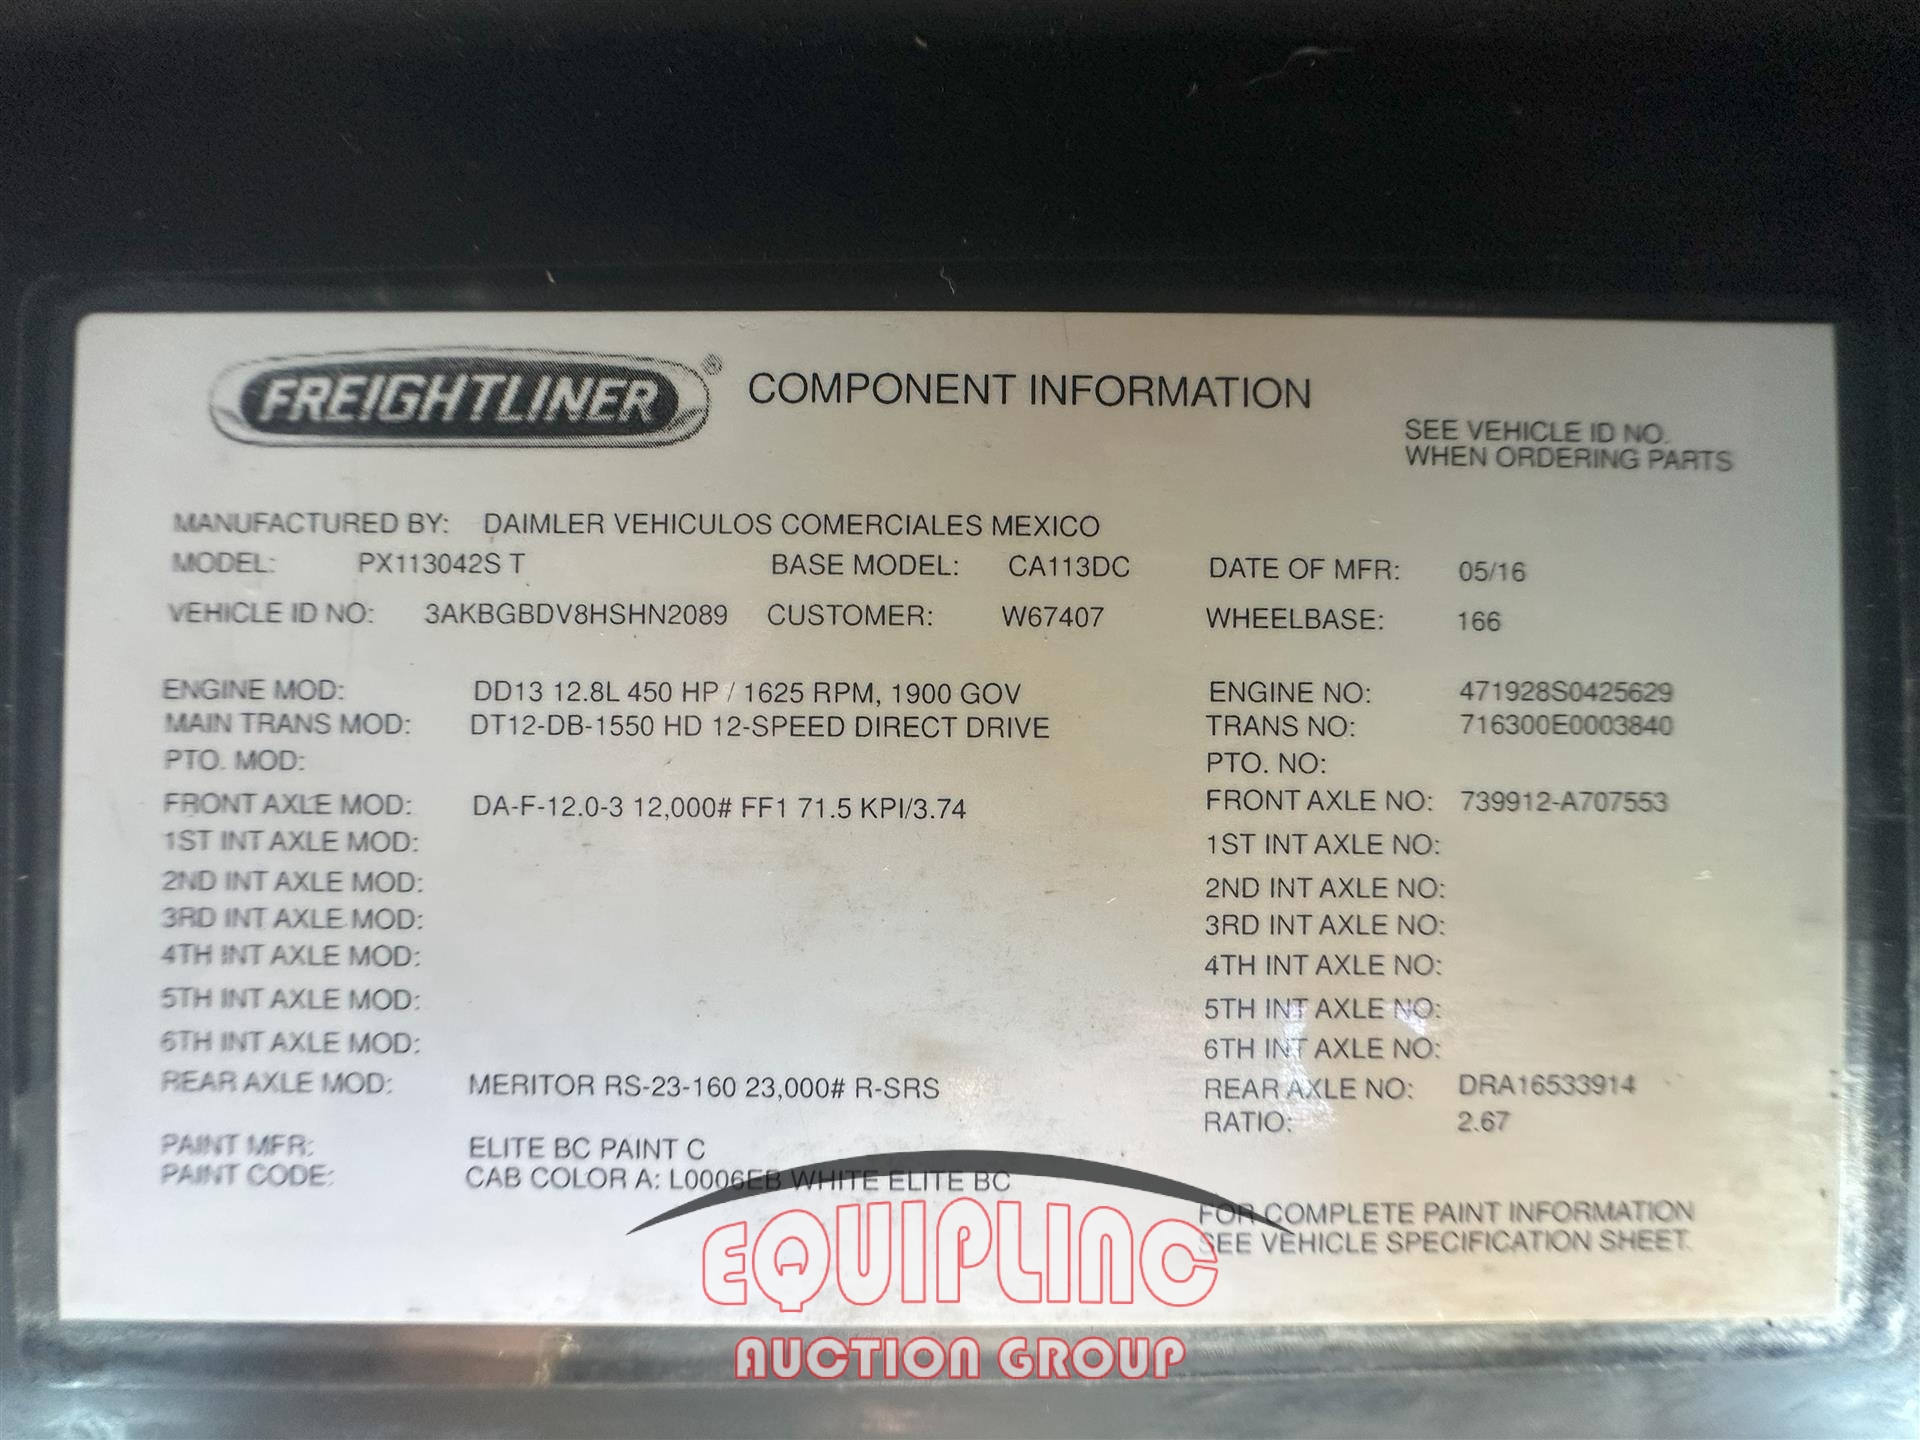 FREIGHTLINER® COMPONENT INFORMATION
SEE VEHICLE ID NO.
WHEN ORDERING PARTS
MANUFACTURED BY: DAIMLER VEHICULOS COMERCIALES MEXICO
MODEL: PX113042S T BASE MODEL: CA113DC DATE OF MFR: 05/16
VEHICLE ID NO: 3AKBGBDV8HSHN2089 CUSTOMER: W67407 WHEELBASE: 166
ENGINE MOD: DD13 12.8L 450 HP / 1625 RPM, 1900 GOV ENGINE NO: 471928S0425629
MAIN TRANS MOD: DT12-DB-1550 HD 12-SPEED DIRECT DRIVE TRANS NO: 716300E0003840
PTO. MOD: PTO. NO:
FRONT AXLE MOD: DA-F-12.0-3 12,000# FF1 71.5 KPI/3.74 FRONT AXLE NO: 739912-A707553
1ST INT AXLE MOD: 1ST INT AXLE NO:
2ND INT AXLE MOD: 2ND INT AXLE NO:
3RD INT AXLE MOD: 3RD INT AXLE NO:
4TH INT AXLE MOD: 4TH INT AXLE NO:
5TH INT AXLE MOD: 5TH INT AXLE NO:
6TH INT AXLE MOD: 6TH INT AXLE NO:
REAR AXLE MOD: MERITOR RS-23-160 23,000# R-SRS REAR AXLE NO: DRA16533914
RATIO: 2.67
PAINT MFR: ELITE BC PAINT C
PAINT CODE: CAB COLOR A: L0006EB WHITE ELITE BC
FOR COMPLETE PAINT INFORMATION
SEE VEHICLE SPECIFICATION SHEET.
EQUIPLINC
AUCTION GROUP